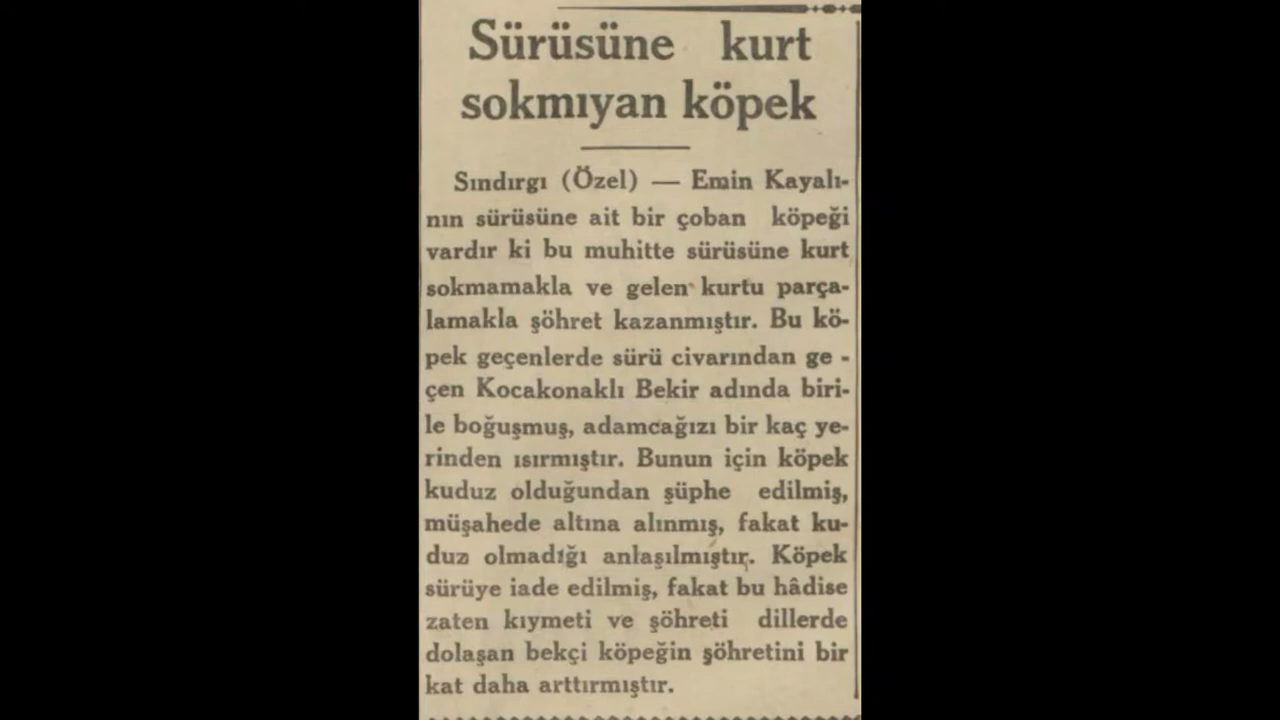 Sürüsüne kurt
sokmıyan köpek
Sındırgı (Özel) — Emin Kayalı-
nın sürüsüne ait bir çoban köpeği
vardır ki bu muhitte sürüsüne kurt
sokmamakla ve gelen kurtu parça-
lamakla şöhret kazanmıştır. Bu kö-
pek geçenlerde sürü civarından ge -
çen Kocakonaklı Bekir adında biri-
le boğuşmuş, adamcağızı bir kaç ye-
rinden ısırmıştır. Bunun için köpek
kuduz olduğundan şüphe edilmiş,
müşahede altına alınmış, fakat ku-
duz olmadığı anlaşılmıştır. Köpek
sürüye iade edilmiş, fakat bu hâdise
zaten kıymeti ve şöhreti dillerde
dolaşan bekçi köpeğin şöhretini bir
kat daha arttırmıştır.